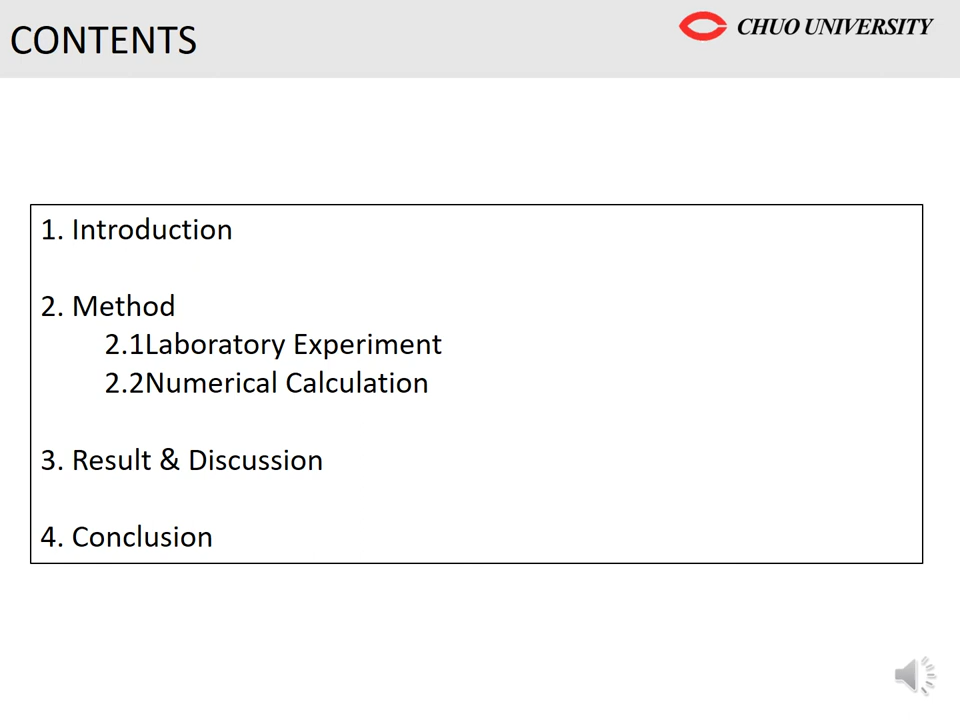 CONTENTS
CHUO UNIVERSITY
1. Introduction
2. Method
2.1Laboratory Experiment
2.2Numerical Calculation
3. Result & Discussion
4. Conclusion